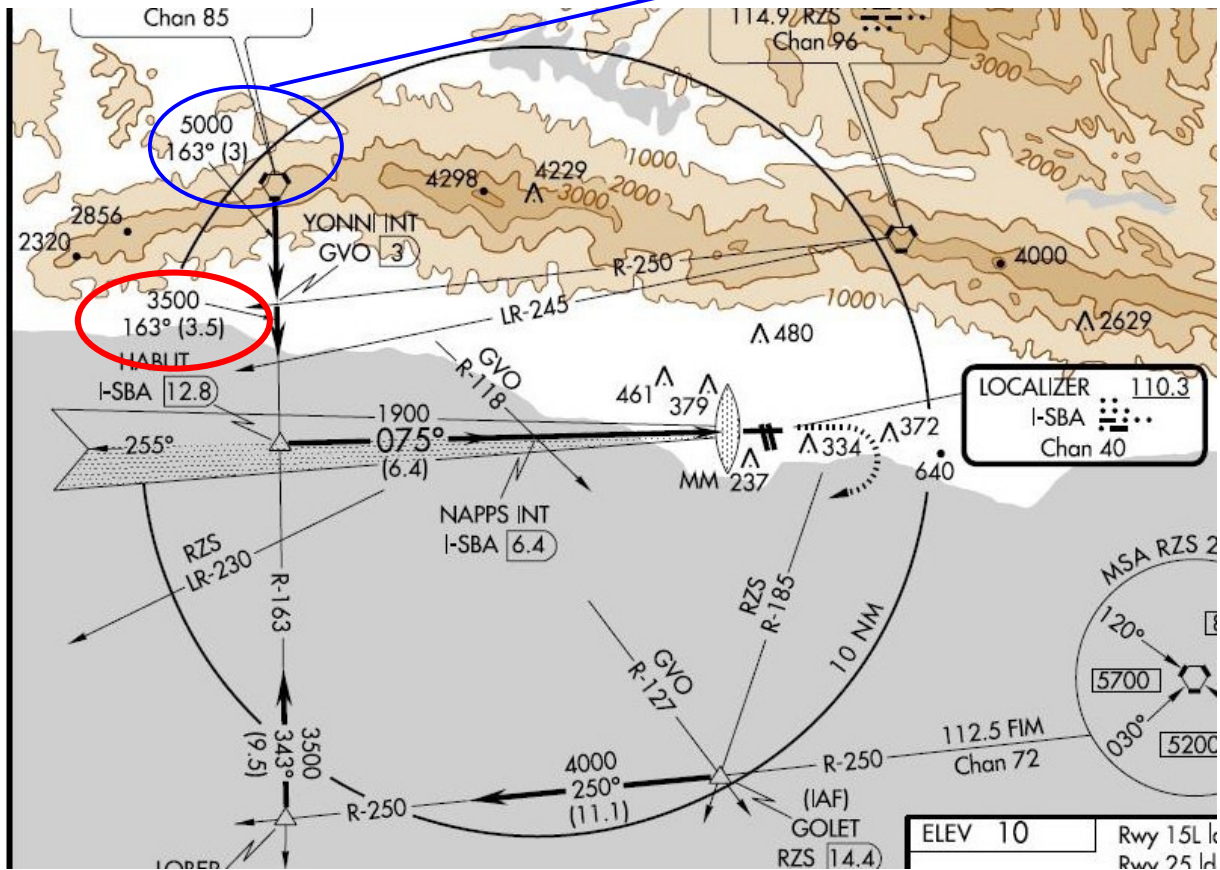 Chan 85
114.9 RZS
Chan 96
3000
5000
163° (3)
1000
2000
4298
4229
3000
2000
2856
2320
YONNI INT
GVO 3
R-250
4000
1000
3500
163° (3.5)
LR-245
2629
480
HABUT
I-SBA 12.8
GVO
R-118
461
379
LOCALIZER 110.3
I-SBA
Chan 40
1900
075°
(6.4)
255°
372
334
640
MM 237
NAPPS INT
I-SBA 6.4
RZS
LR-230
R-163
RZS
R-185
10 NM
MSA RZS 2
120°
5700
030°
5200
GVO
R-127
3500
343°
(9.5)
4000
250°
(11.1)
R-250
R-250
112.5 FIM
Chan 72
(IAF)
GOLET
RZS 14.4
ELEV 10
Rwy 15L
Rwy 25